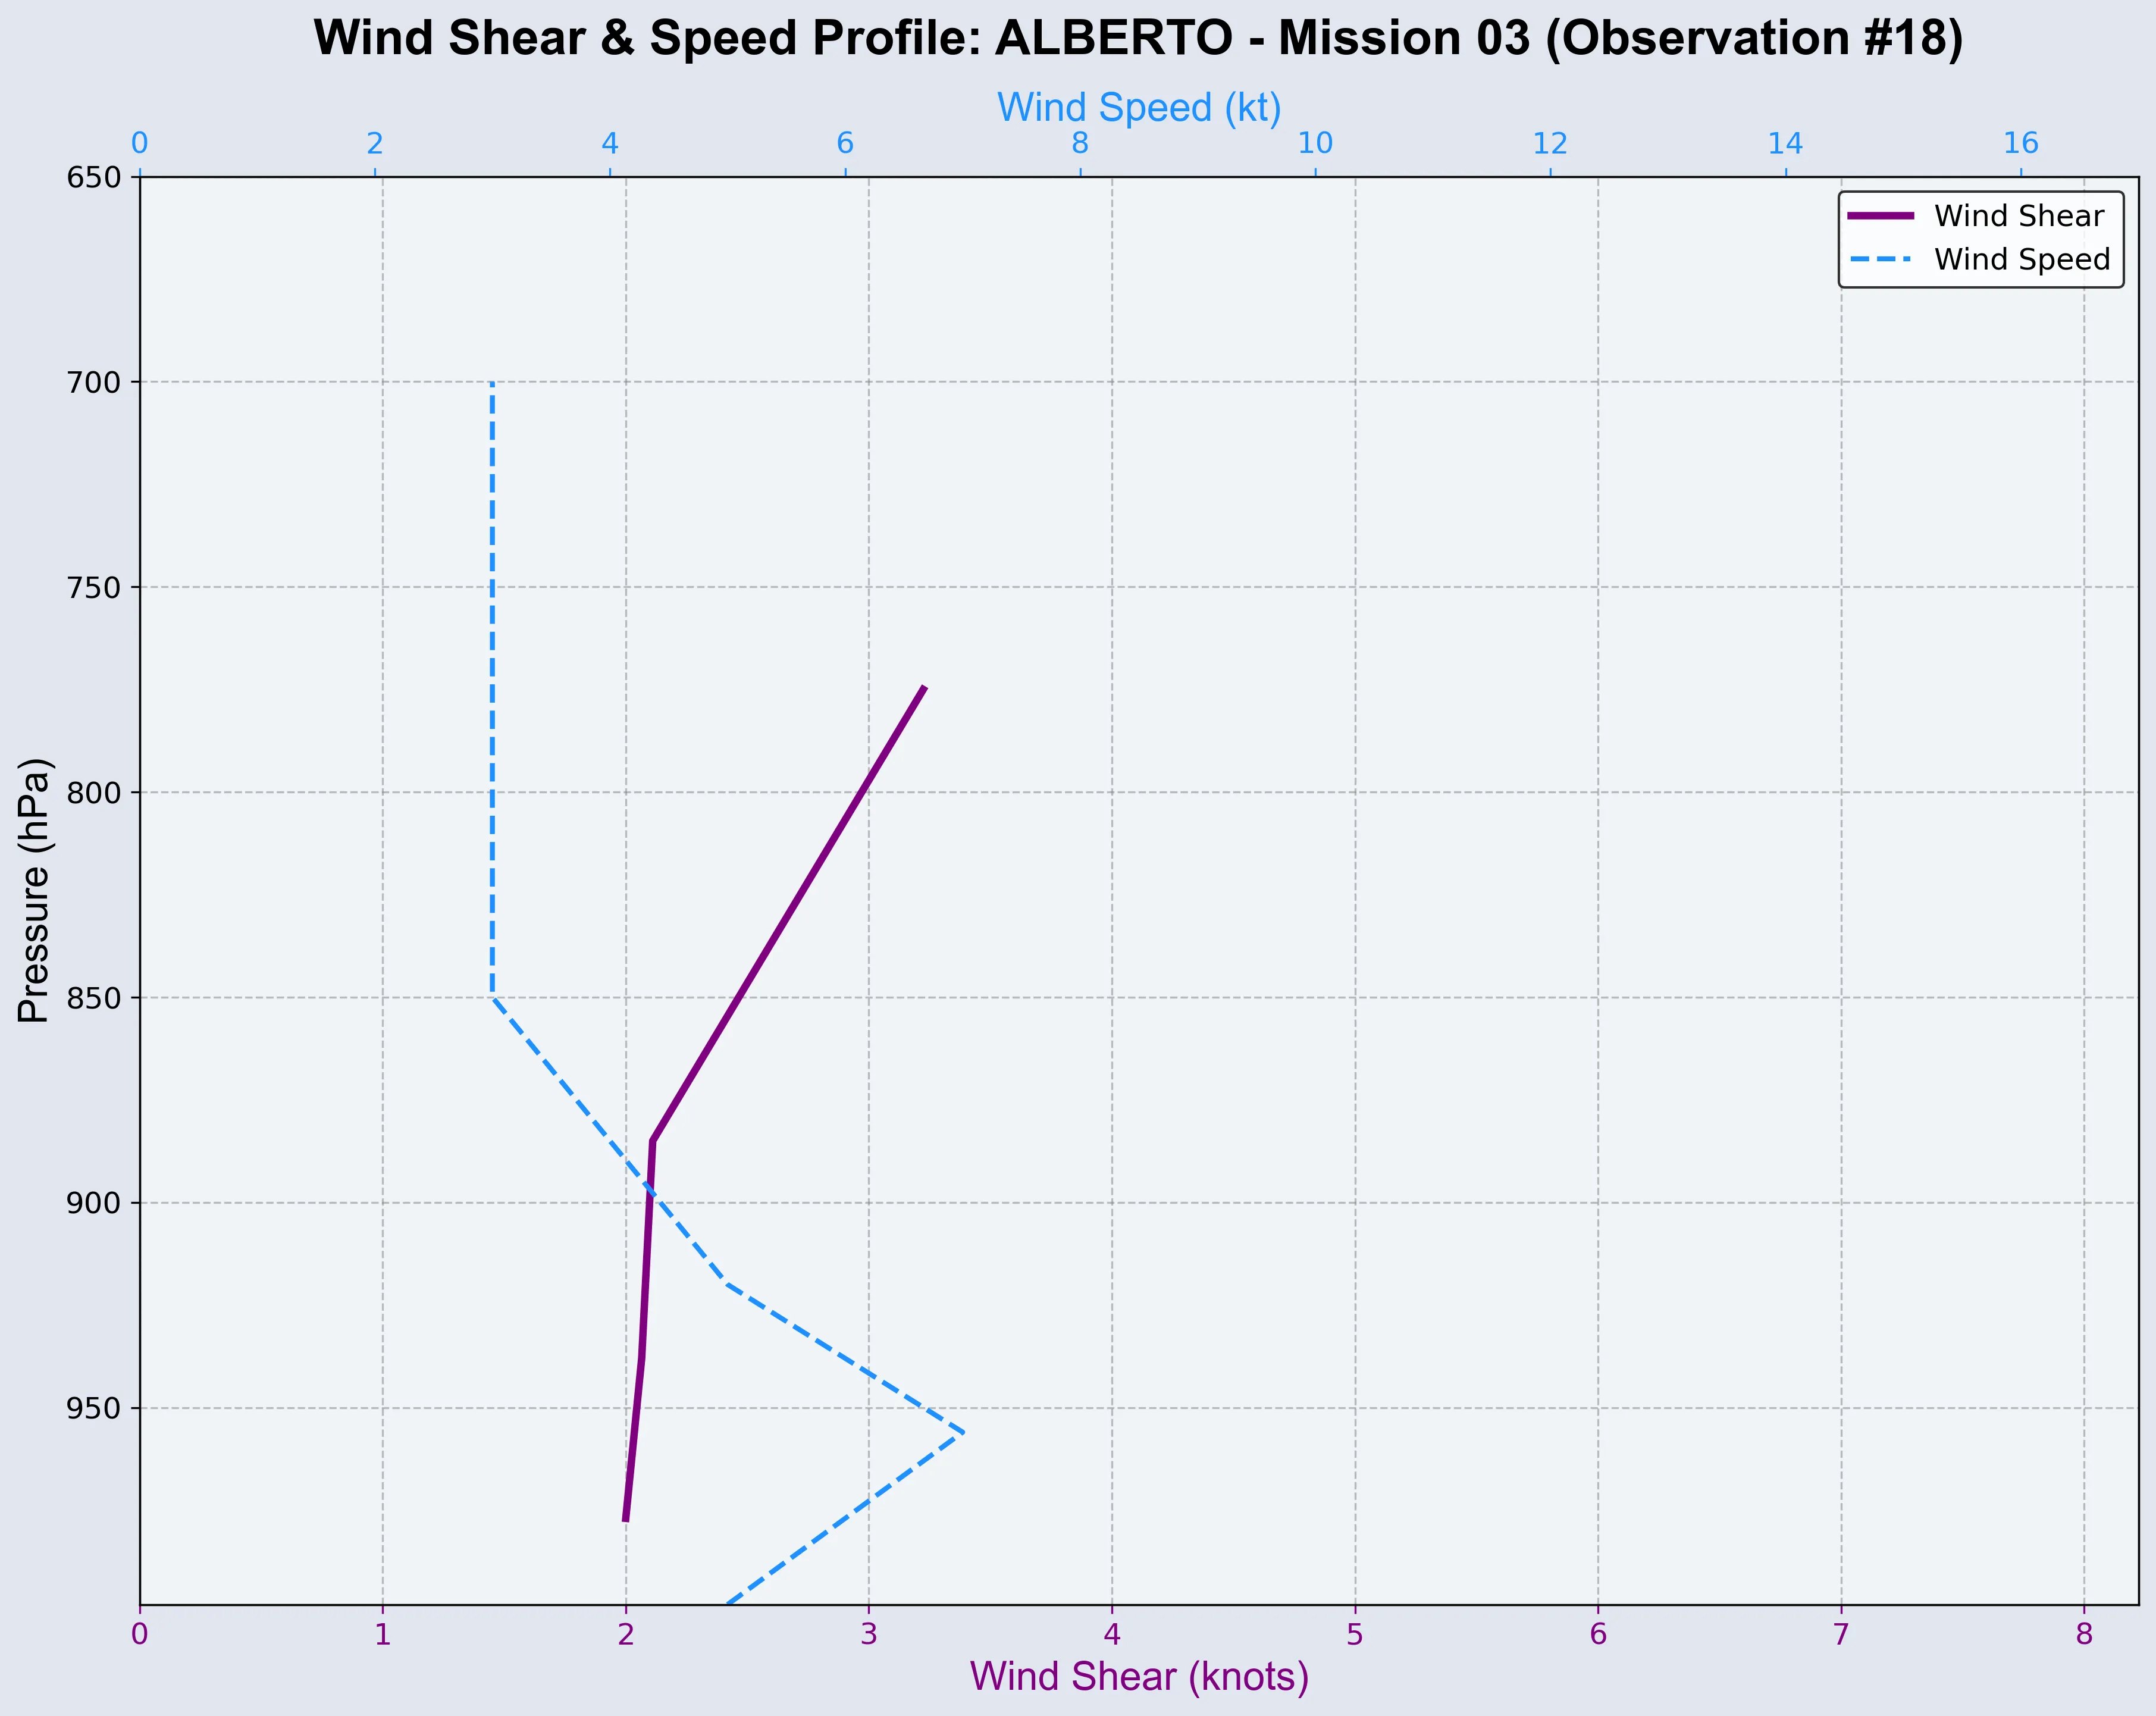 Wind Shear & Speed Profile: ALBERTO - Mission 03 (Observation #18)
Wind Speed (kt)
0 2 4 6 8 10 12 14 16
Wind Shear
Wind Speed
Pressure (hPa)
650
700
750
800
850
900
950
0 1 2 3 4 5 6 7 8
Wind Shear (knots)